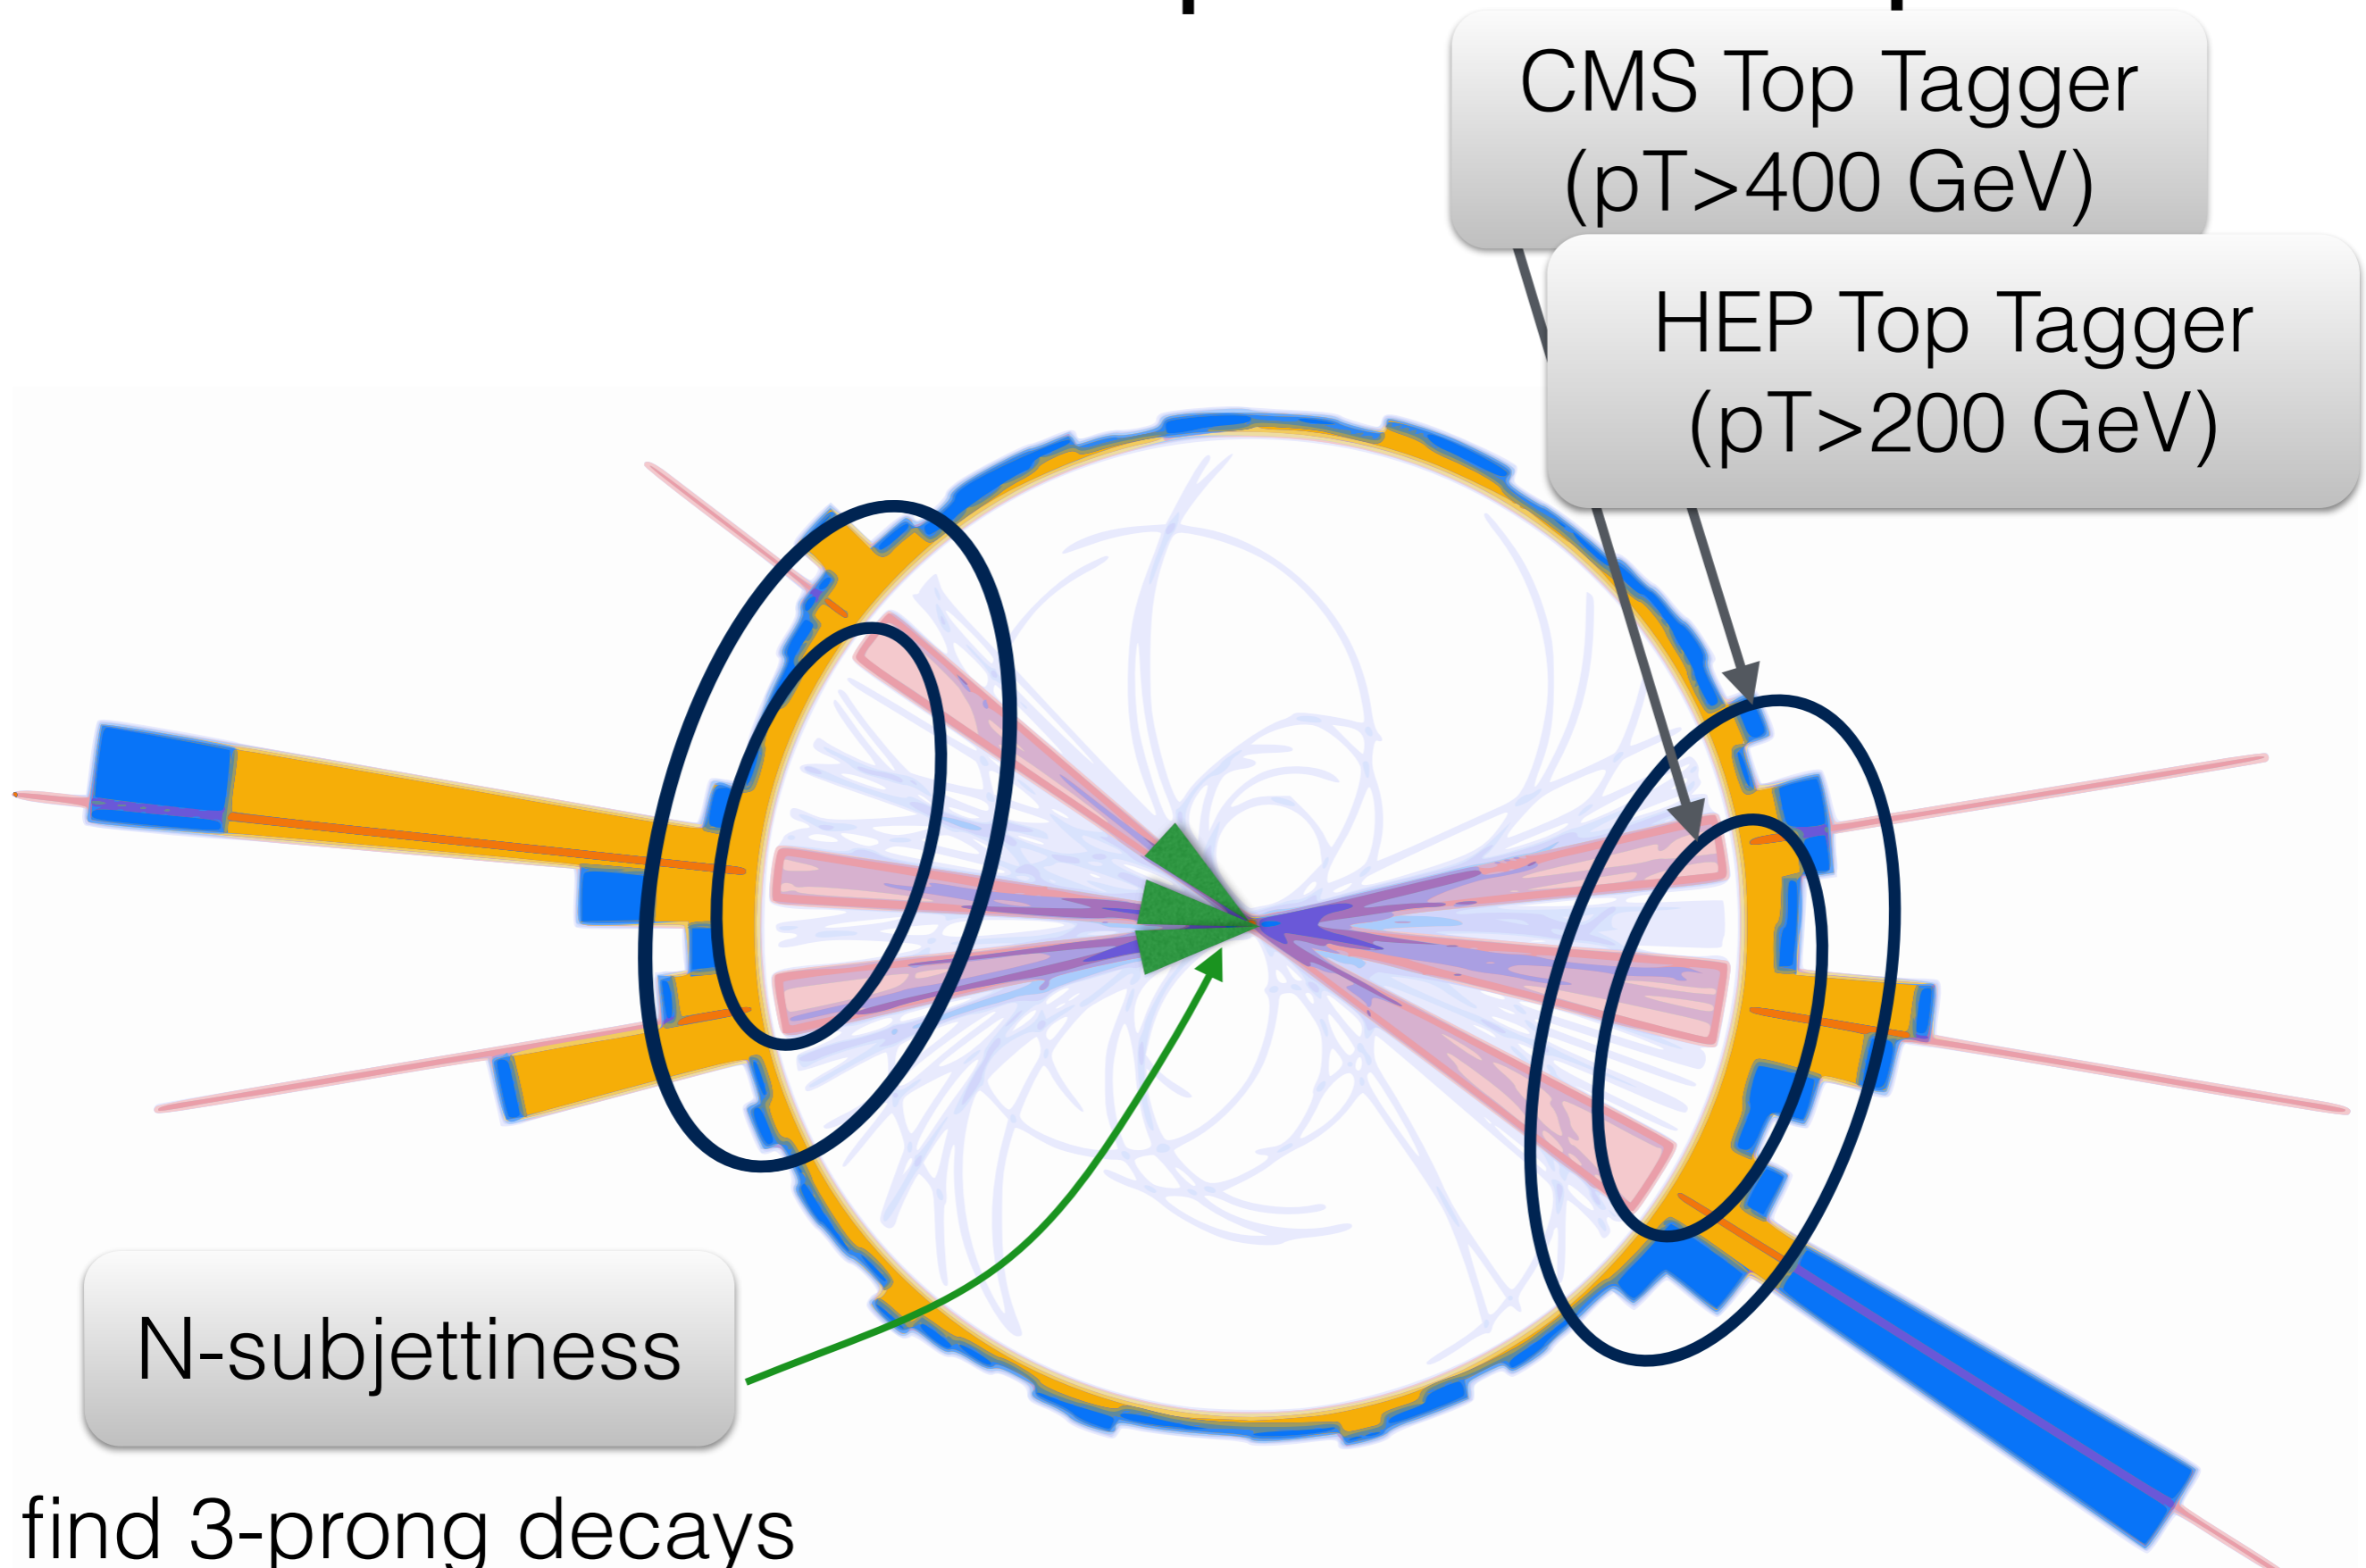 CMS Top Tagger
(pT>400 GeV)
HEP Top Tagger
(pT>200 GeV)
N-subjettiness
find 3-prong decays